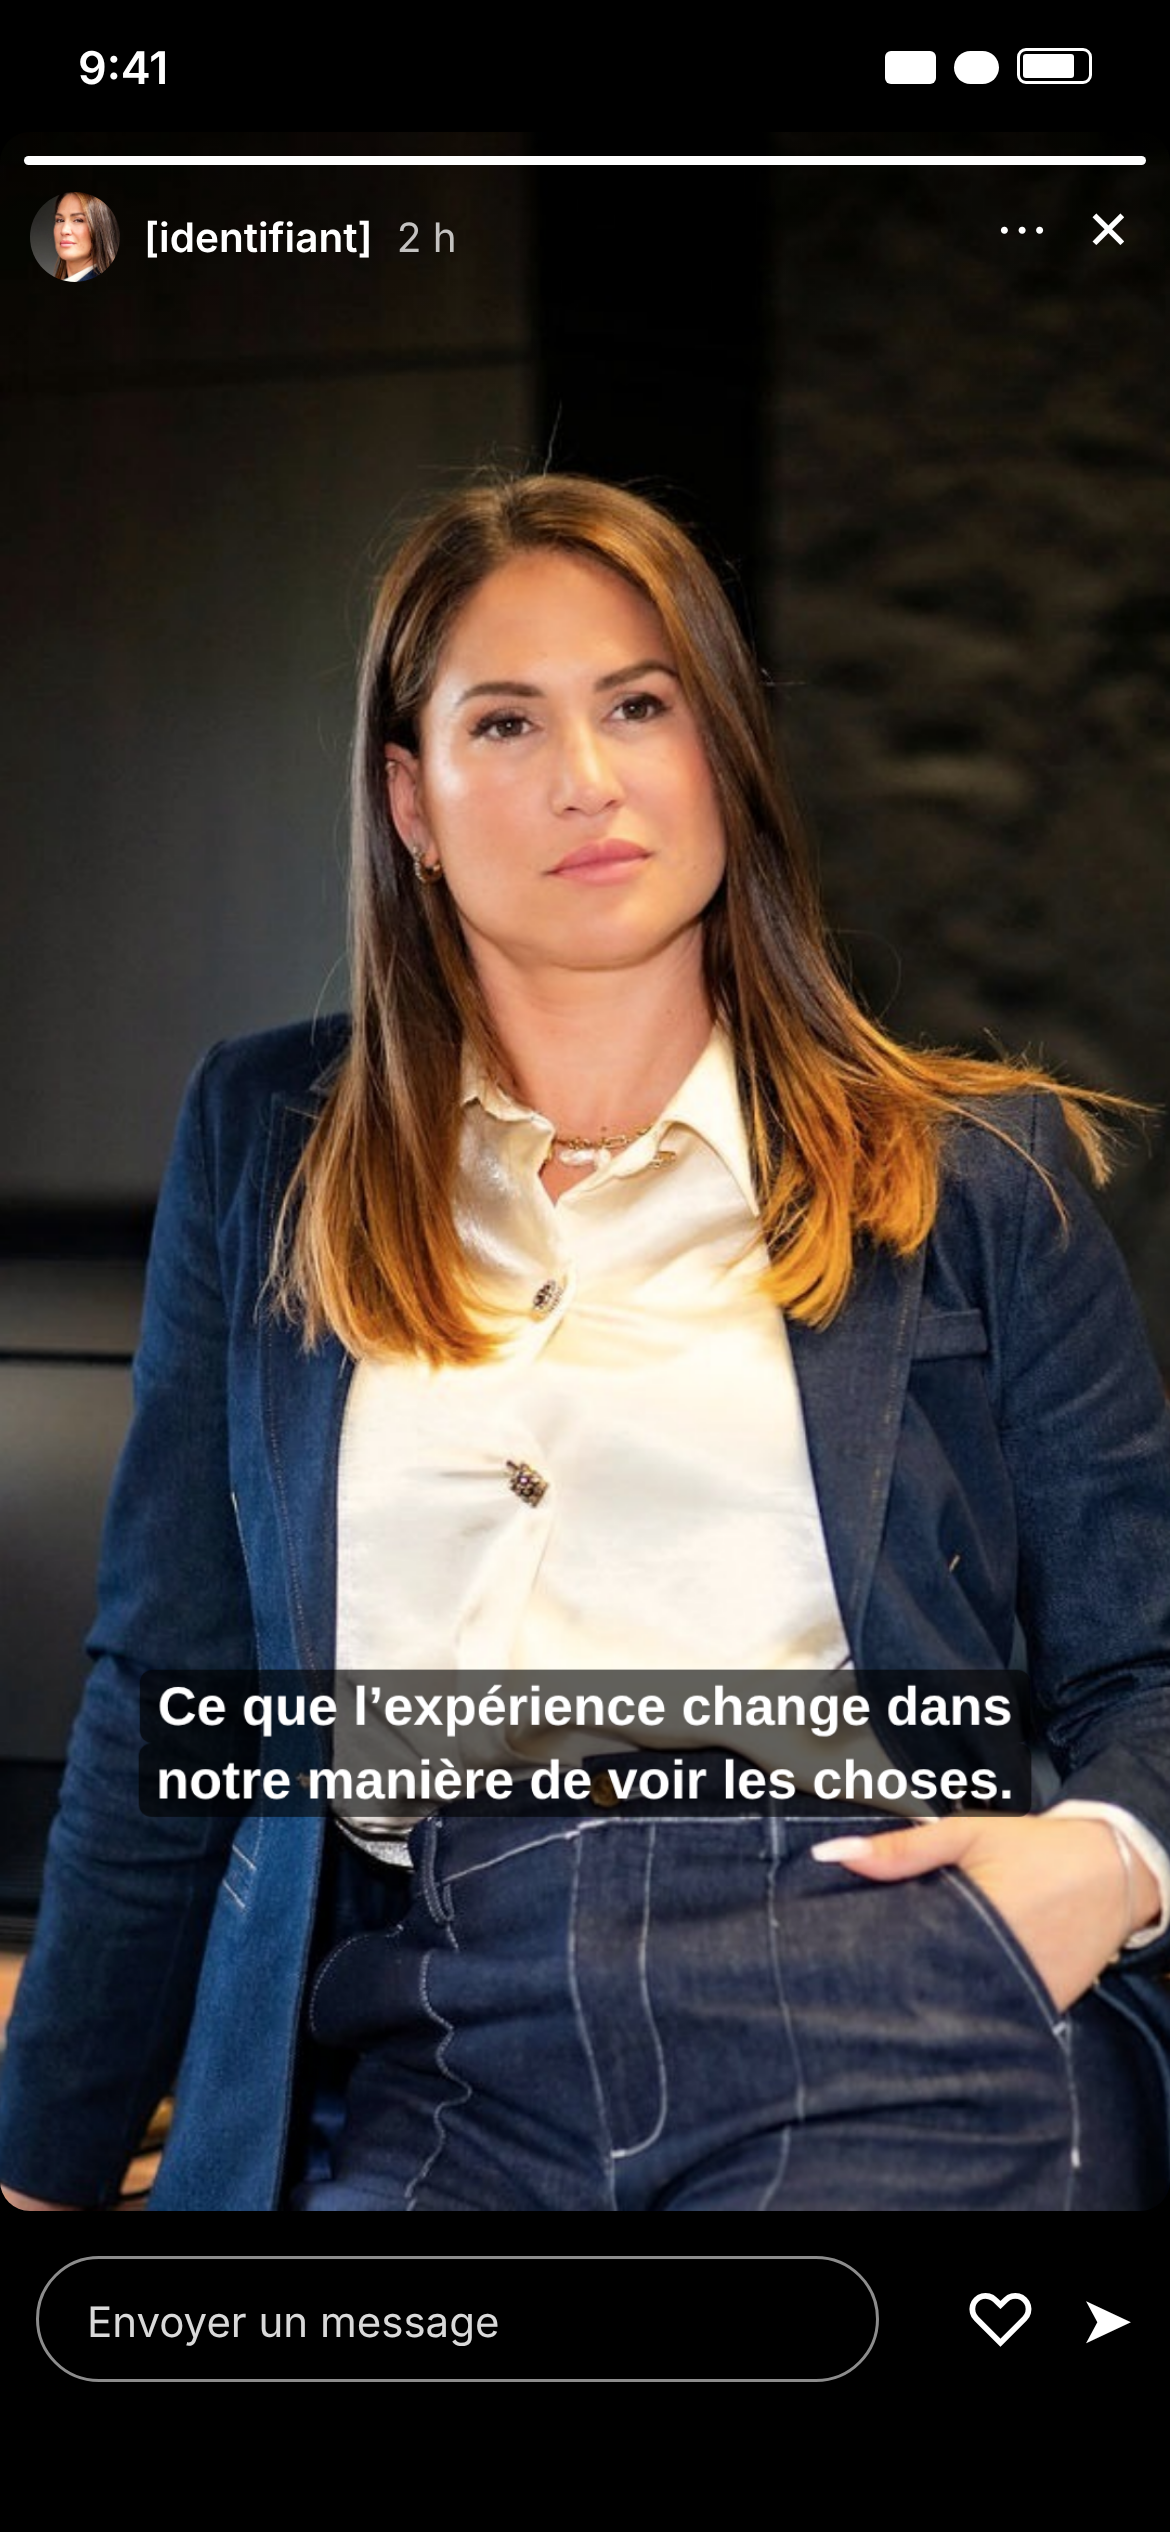 9:41
[identifiant] 2 h
Ce que l’expérience change dans
notre manière de voir les choses.
Envoyer un message